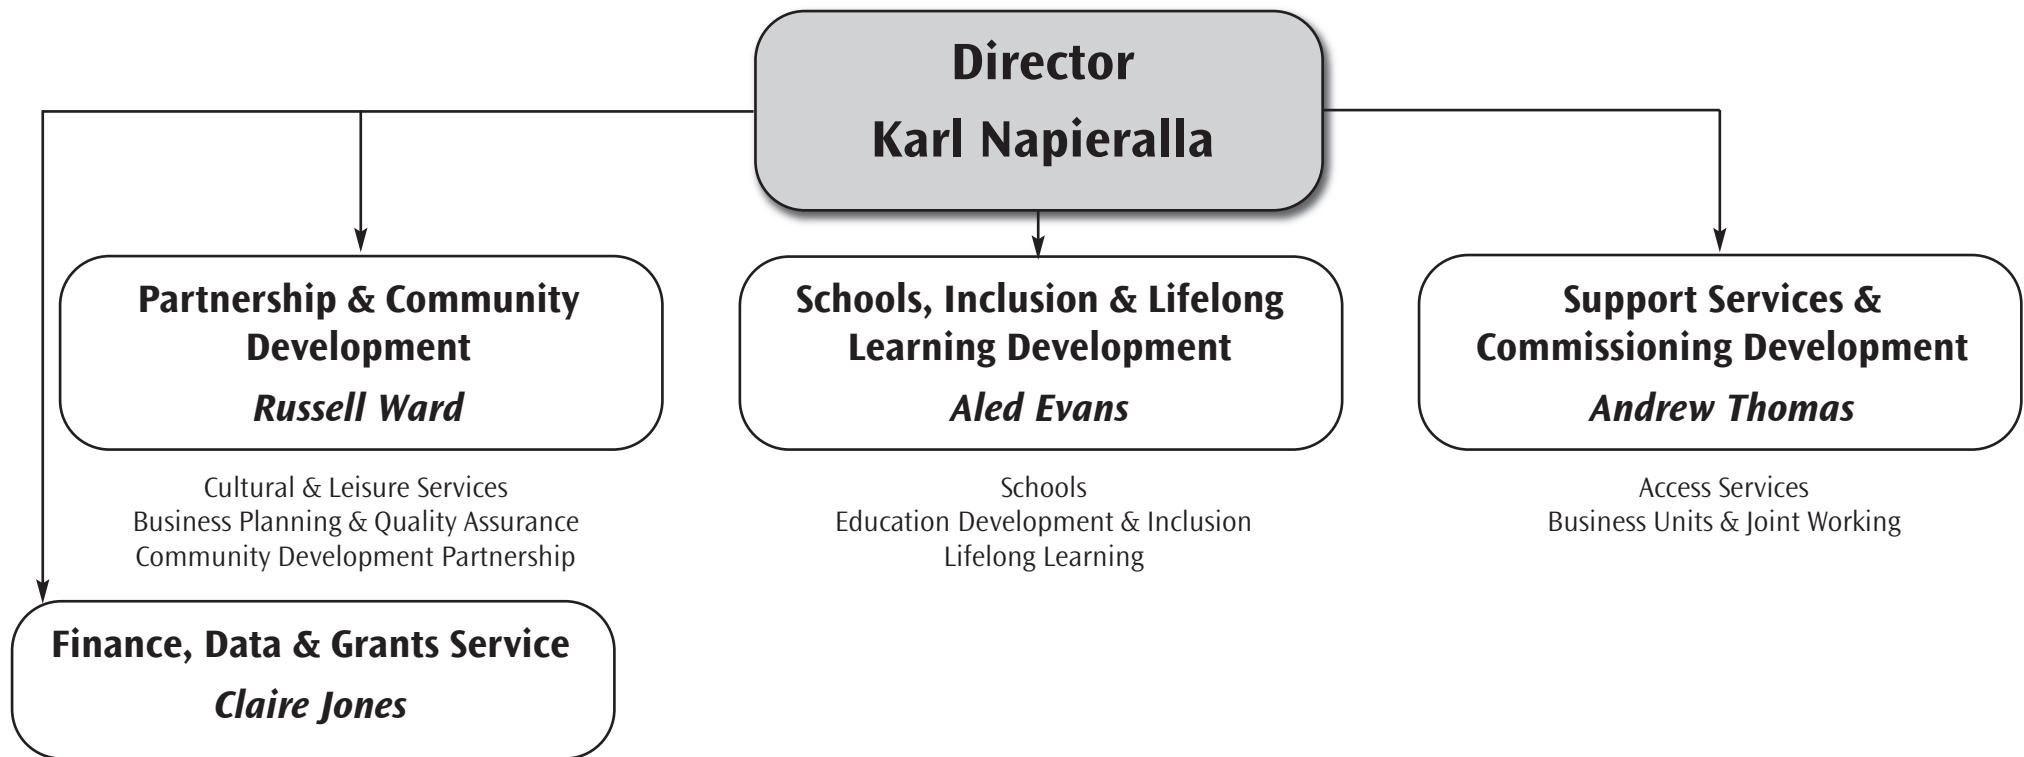 Director
Karl Napieralla
Partnership & Community
Development
Russell Ward
Cultural & Leisure Services
Business Planning & Quality Assurance
Community Development Partnership
Schools, Inclusion & Lifelong
Learning Development
Aled Evans
Schools
Education Development & Inclusion
Lifelong Learning
Support Services &
Commissioning Development
Andrew Thomas
Access Services
Business Units & Joint Working
Finance, Data & Grants Service
Claire Jones